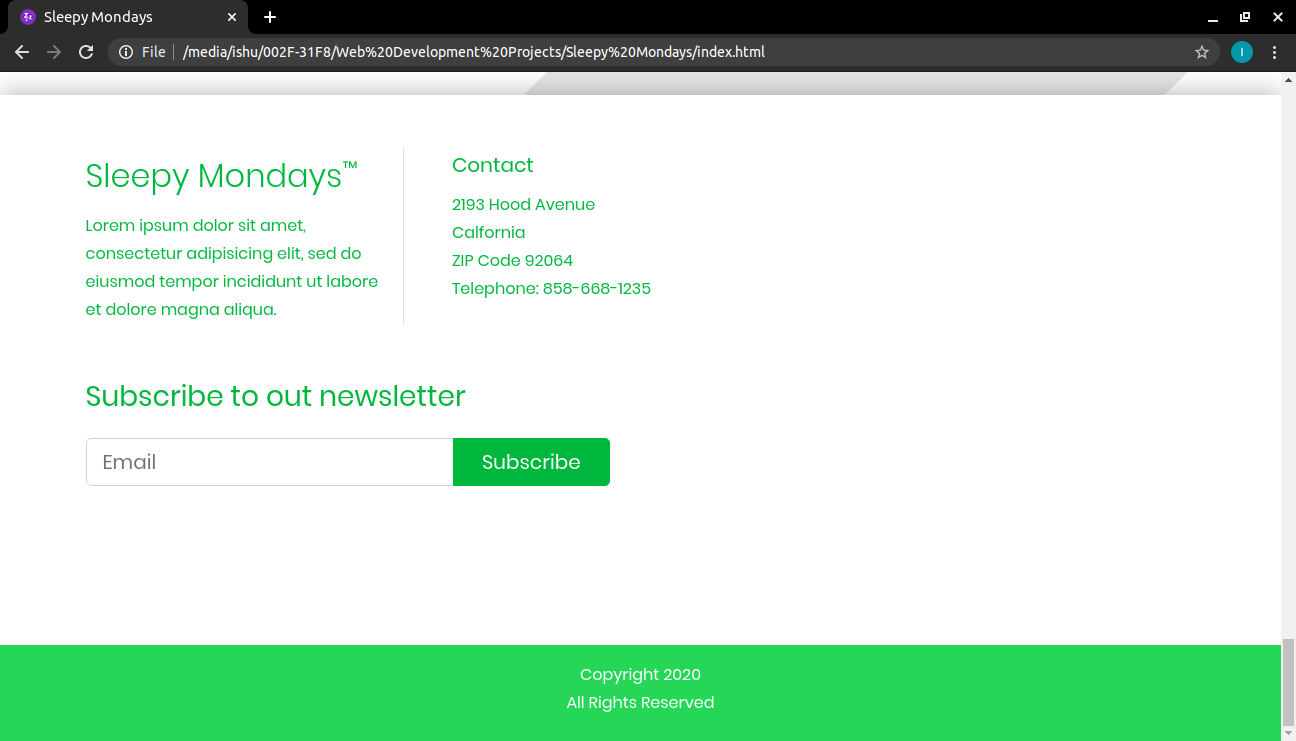 Sleepy Mondays
File
/media/ishu/002F-31F8/Web%20Development%20Projects/Sleepy%20Mondays/index.html
I
Sleepy Mondays™
Lorem ipsum dolor sit amet,
consectetur adipisicing elit, sed do
eiusmod tempor incididunt ut labore
et dolore magna aliqua.
Contact
2193 Hood Avenue
Calfornia
ZIP Code 92064
Telephone: 858-668-1235
Subscribe to out newsletter
Email
Subscribe
Copyright 2020
All Rights Reserved